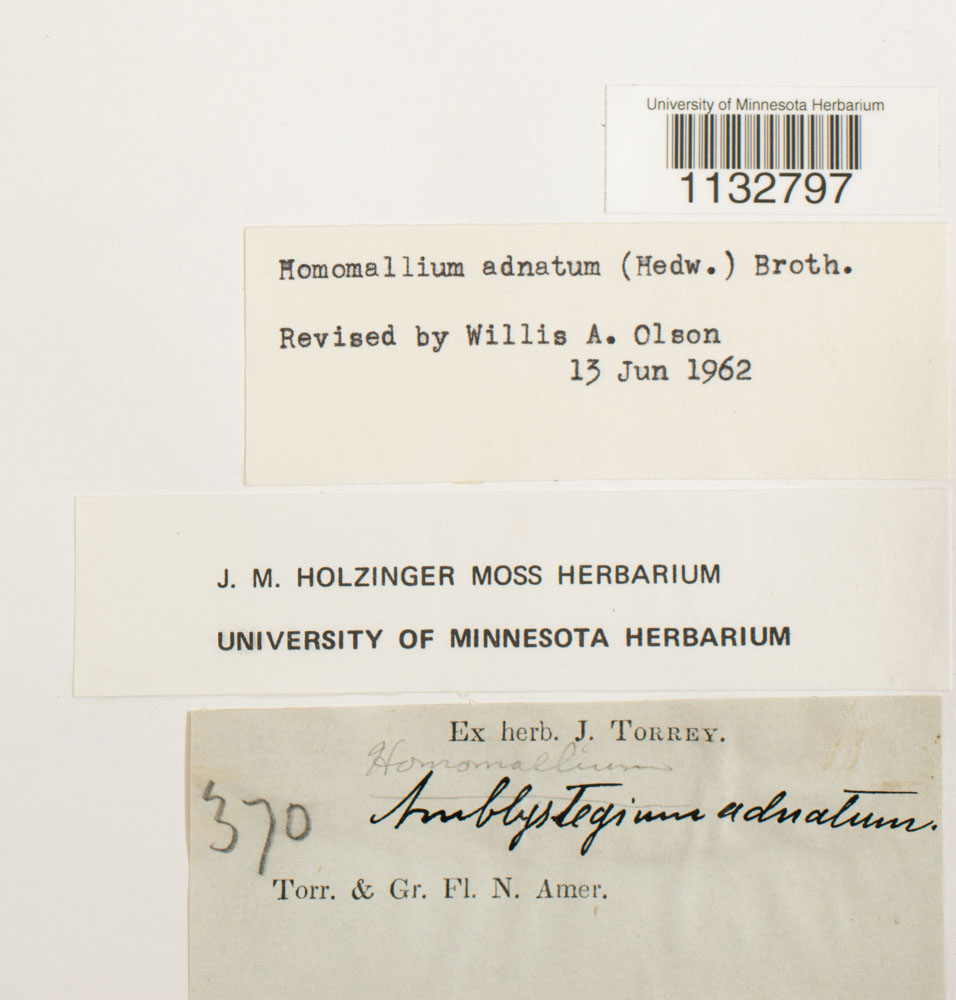 University of Minnesota Herbarium
1132797
Homomallium adnatum (Hedw.) Broth.
Revised by Willis A. Olson
13 Jun 1962
J. M. HOLZINGER MOSS HERBARIUM
UNIVERSITY OF MINNESOTA HERBARIUM
Ex herb. J. TORREY.
Homomallium
370
Amblystegium adnatum.
Torr. & Gr. Fl. N. Amer.